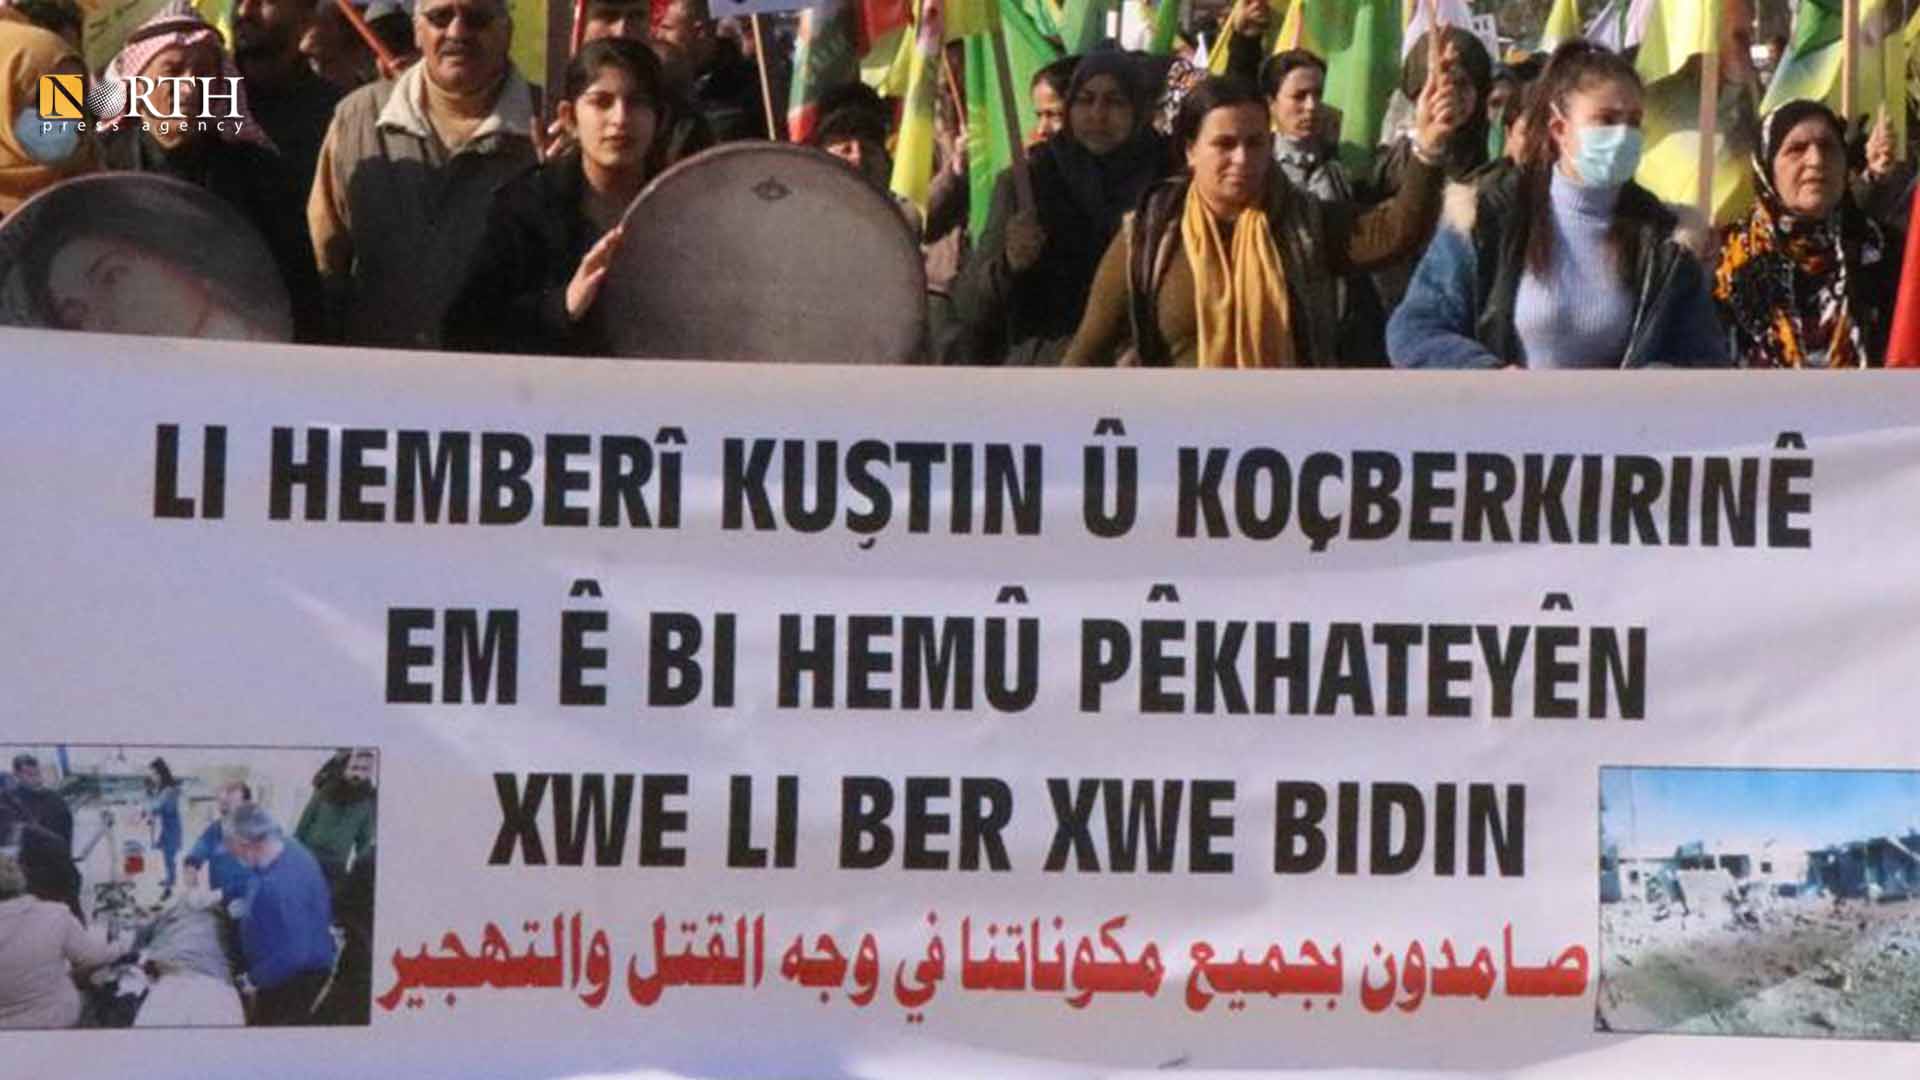 NORTH
press agency
LI HEMBERÎ KUŞTIN Û KOÇBERKIRINÊ
EM Ê BI HEMÛ PÊKHATEYÊN
XWE LI BER XWE BIDIN
صامدون بجميع مكوناتنا في وجه القتل والتهجير